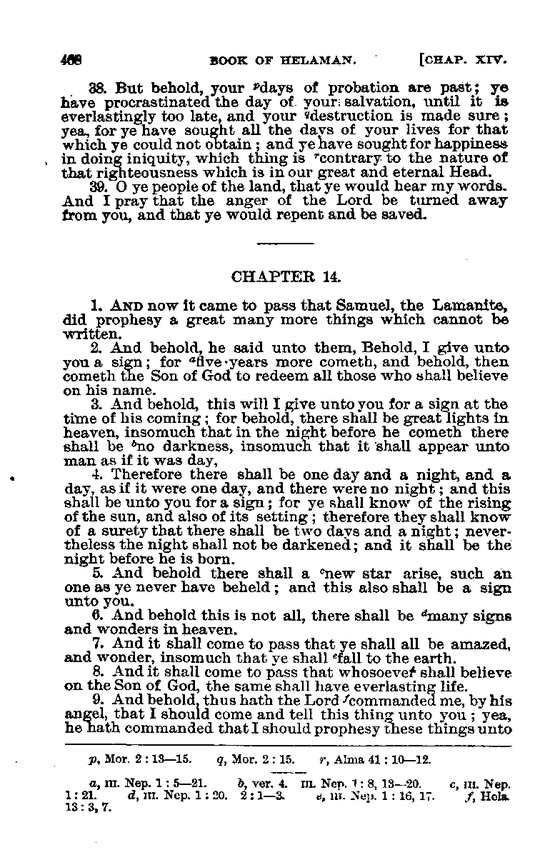 468 BOOK OF HELAMAN. [CHAP. XIV.
38. But behold, your ᵖdays of probation are past; ye
have procrastinated the day of your salvation, until it is
everlastingly too late, and your ᑫdestruction is made sure;
yea, for ye have sought all the days of your lives for that
which ye could not obtain; and ye have sought for happiness
in doing iniquity, which thing is ʳcontrary to the nature of
that righteousness which is in our great and eternal Head.
39. O ye people of the land, that ye would hear my words.
And I pray that the anger of the Lord be turned away
from you, and that ye would repent and be saved.
CHAPTER 14.
1. AND now it came to pass that Samuel, the Lamanite,
did prophesy a great many more things which cannot be
written.
2. And behold, he said unto them, Behold, I give unto
you a sign; for ᵃfive years more cometh, and behold, then
cometh the Son of God to redeem all those who shall believe
on his name.
3. And behold, this will I give unto you for a sign at the
time of his coming; for behold, there shall be great lights in
heaven, insomuch that in the night before he cometh there
shall be ᵇno darkness, insomuch that it shall appear unto
man as if it was day,
4. Therefore there shall be one day and a night, and a
day, as if it were one day, and there were no night; and this
shall be unto you for a sign; for ye shall know of the rising
of the sun, and also of its setting; therefore they shall know
of a surety that there shall be two days and a night; never-
theless the night shall not be darkened; and it shall be the
night before he is born.
5. And behold there shall a ᶜnew star arise, such an
one as ye never have beheld; and this also shall be a sign
unto you.
6. And behold this is not all, there shall be ᵈmany signs
and wonders in heaven.
7. And it shall come to pass that ye shall all be amazed,
and wonder, insomuch that ye shall ᵉfall to the earth.
8. And it shall come to pass that whosoever shall believe
on the Son of God, the same shall have everlasting life.
9. And behold, thus hath the Lord ᶠcommanded me, by his
angel, that I should come and tell this thing unto you; yea,
he hath commanded that I should prophesy these things unto
p, Mor. 2:13—15. q, Mor. 2:15. r, Alma 41:10—12.
a, III. Nep. 1:5—21. b, ver. 4. III. Nep. 1:8, 13—20. c, III. Nep.
1:21. d, III. Nep. 1:20. 2:1—3. e, III. Nep. 1:16, 17. f, Hela.
13:3, 7.